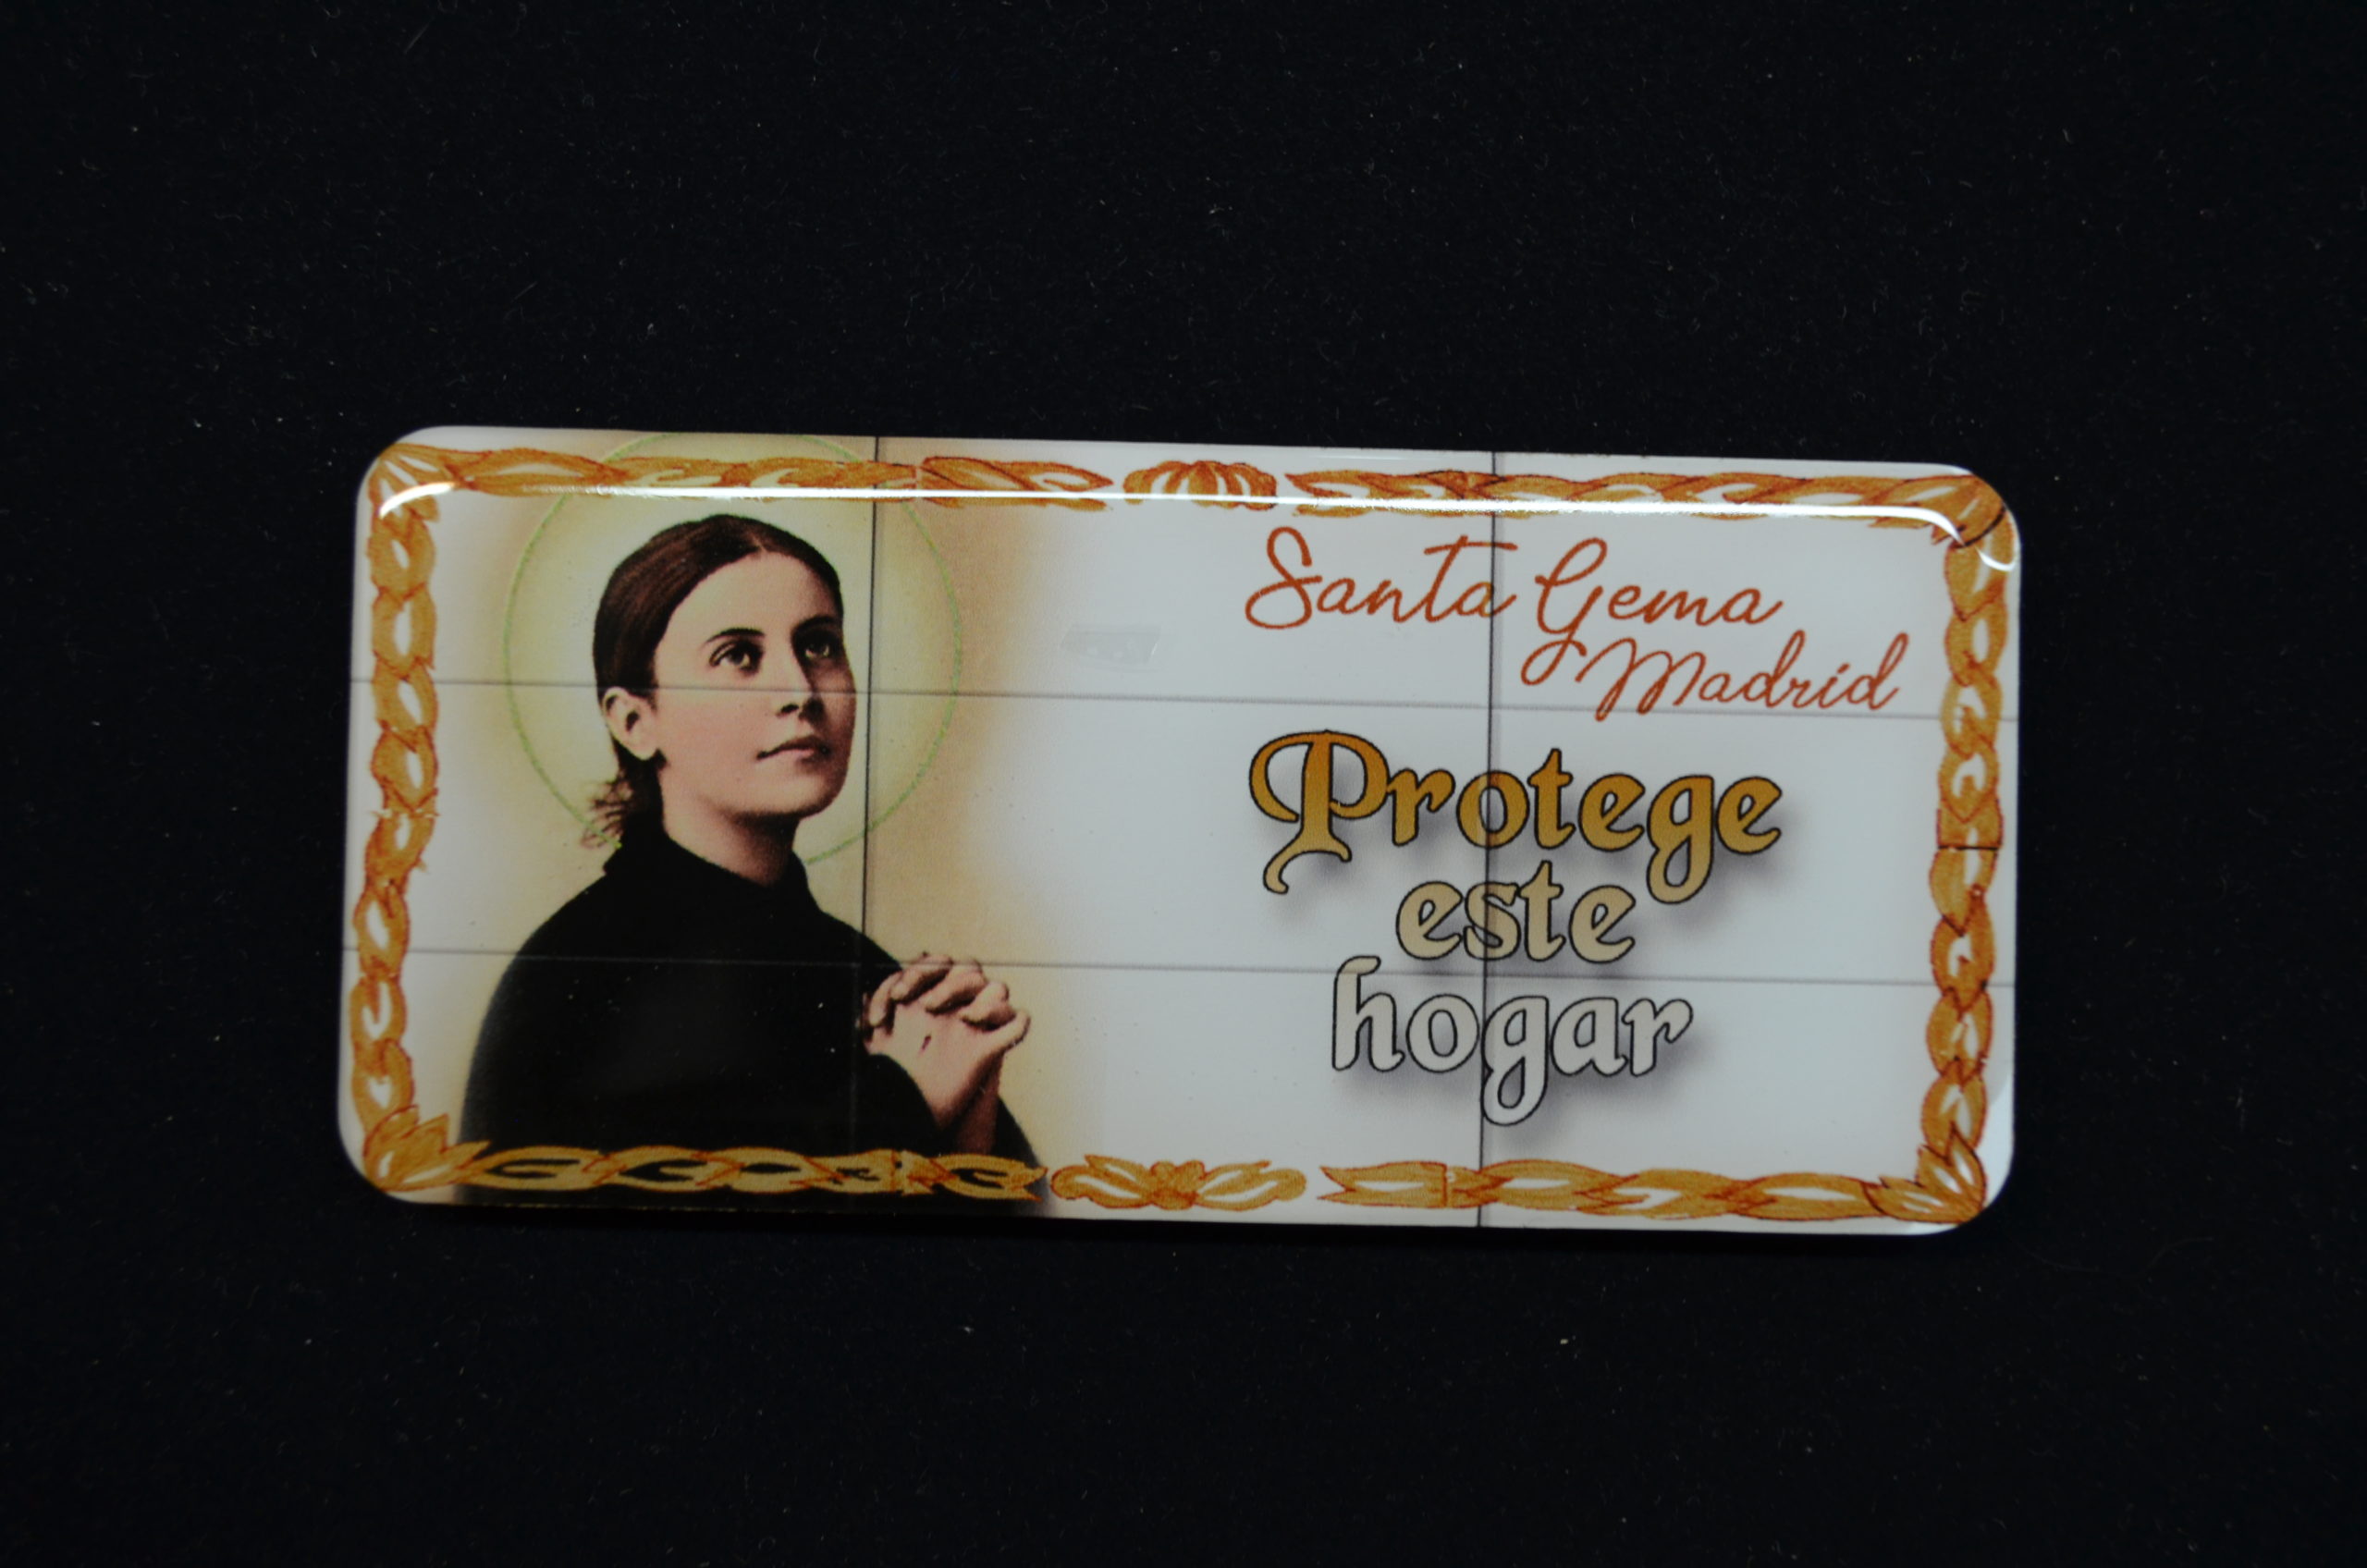 Santa Gema
Madrid
Protege
este
hogar